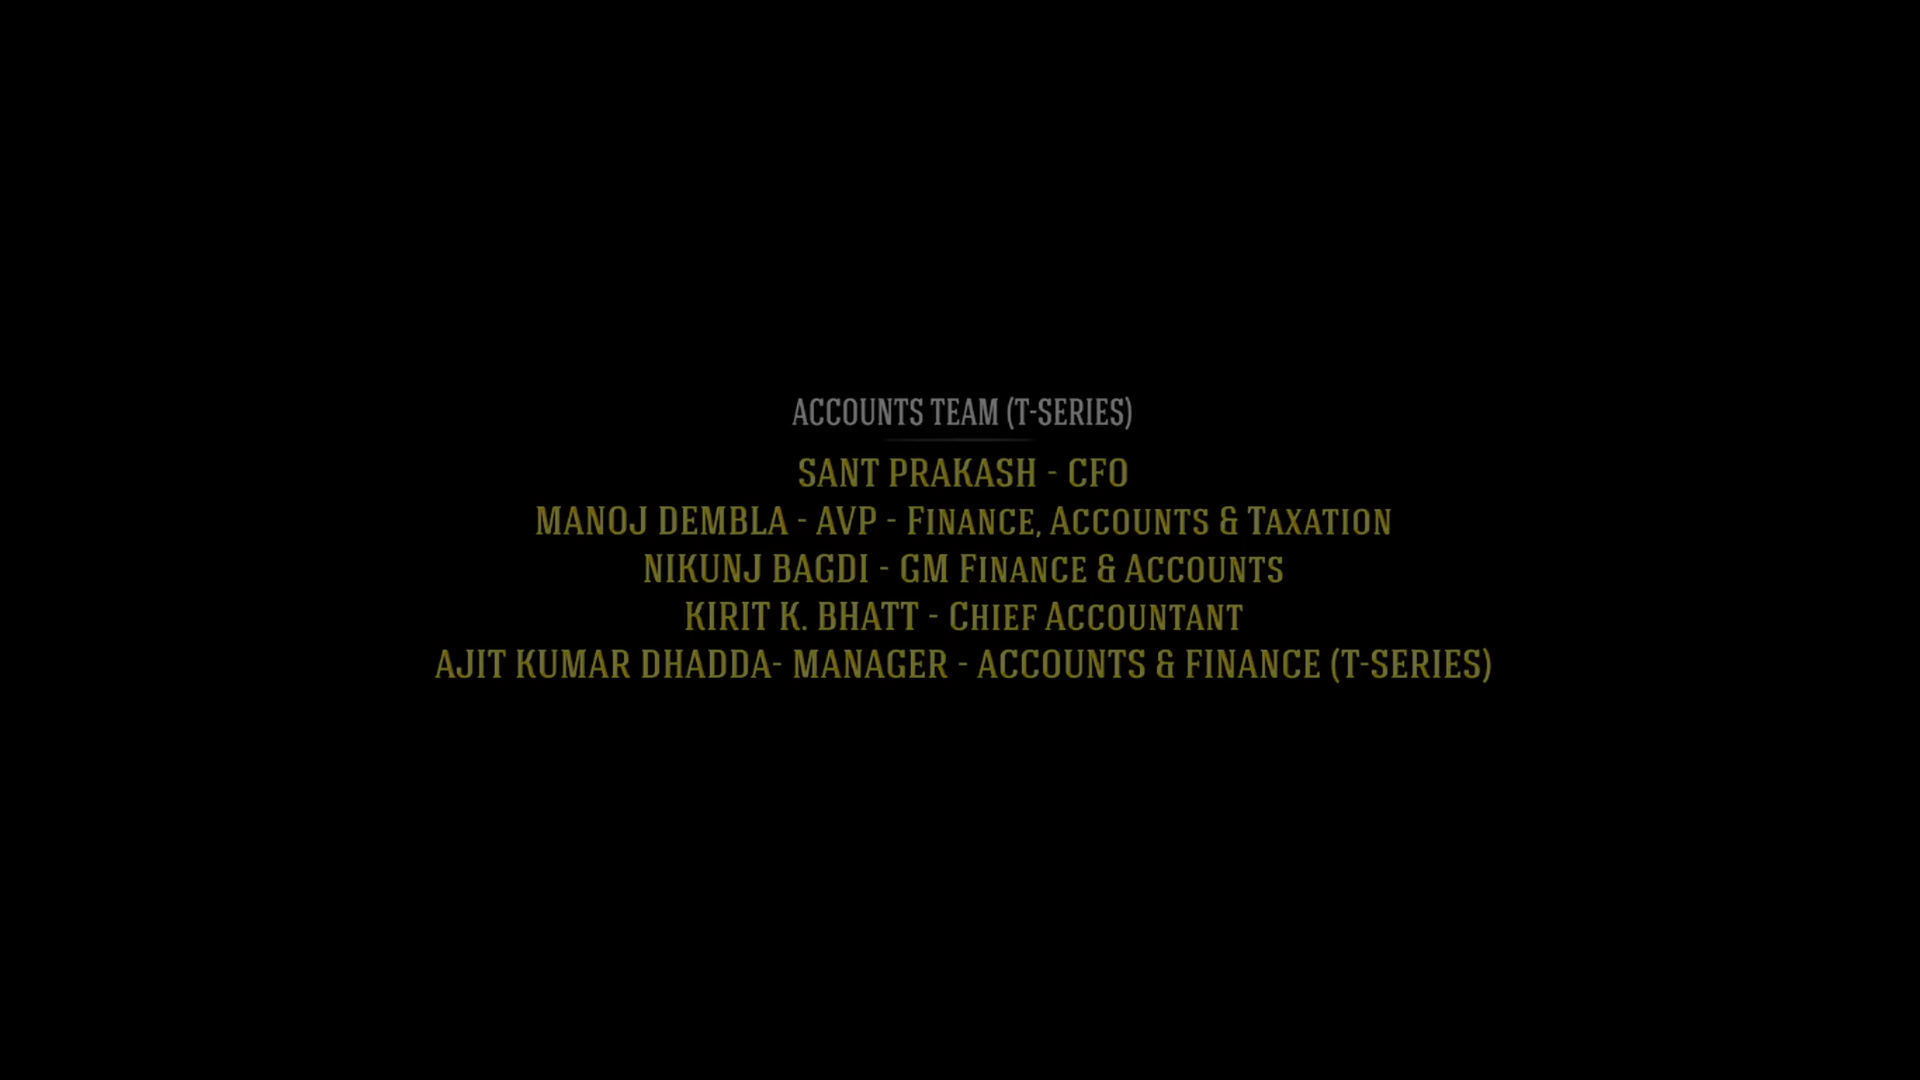 ACCOUNTS TEAM (T-SERIES)
SANT PRAKASH - CFO
MANOJ DEMBLA - AVP - FINANCE, ACCOUNTS & TAXATION
NIKUNJ BAGDI - GM FINANCE & ACCOUNTS
KIRIT K. BHATT - CHIEF ACCOUNTANT
AJIT KUMAR DHADDA- MANAGER - ACCOUNTS & FINANCE (T-SERIES)